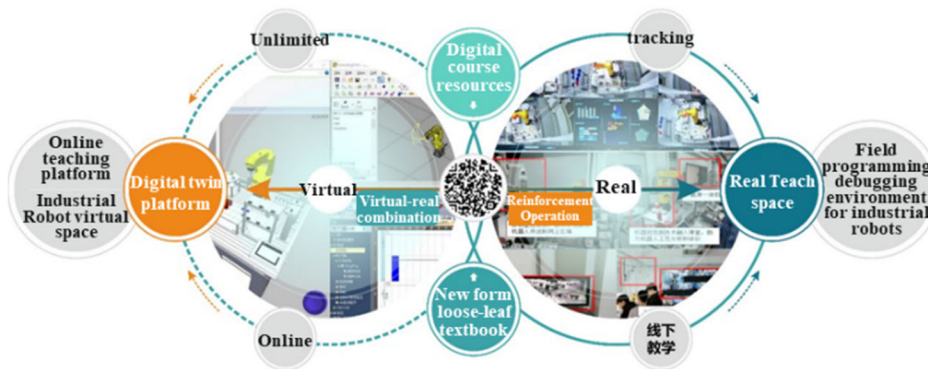 Unlimited
Digital
course
resources
tracking
Online
teaching
platform
Industrial
Robot virtual
space
Digital twin
platform
Virtual
Virtual-real
combination
Reinforcement
Operation
Real
Real Teach
space
Field
programming
debugging
environment
for industrial
robots
New form
loose-leaf
textbook
Online
线下
教学